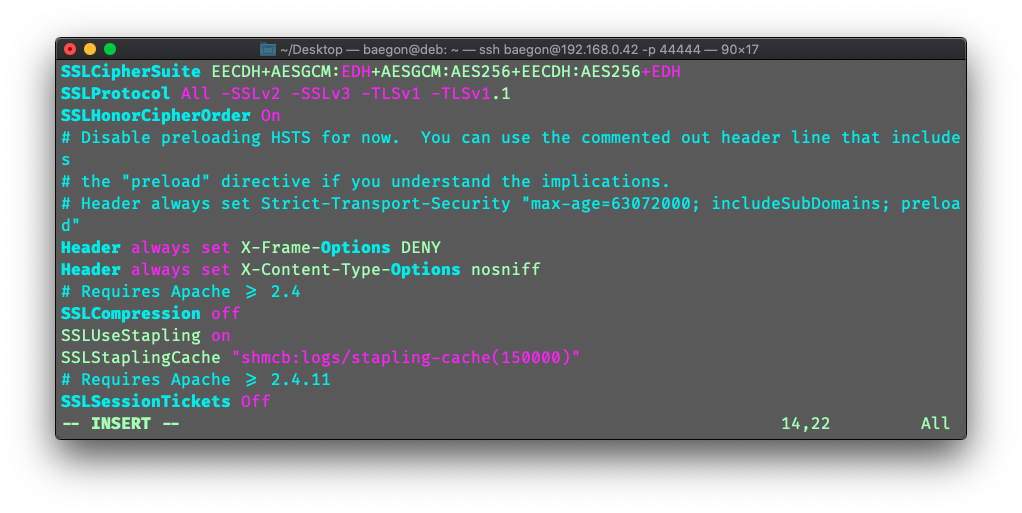 ~/Desktop — baegon@deb: ~ — ssh baegon@192.168.0.42 -p 44444 — 90×17
SSLCipherSuite EECDH+AESGCM:EDH+AESGCM:AES256+EECDH:AES256+EDH
SSLProtocol All -SSLv2 -SSLv3 -TLSv1 -TLSv1.1
SSLHonorCipherOrder On
# Disable preloading HSTS for now.  You can use the commented out header line that include
s
# the "preload" directive if you understand the implications.
# Header always set Strict-Transport-Security "max-age=63072000; includeSubDomains; preloa
d"
Header always set X-Frame-Options DENY
Header always set X-Content-Type-Options nosniff
# Requires Apache >= 2.4
SSLCompression off
SSLUseStapling on
SSLStaplingCache "shmcb:logs/stapling-cache(150000)"
# Requires Apache >= 2.4.11
SSLSessionTickets Off
-- INSERT -- 14,22 All